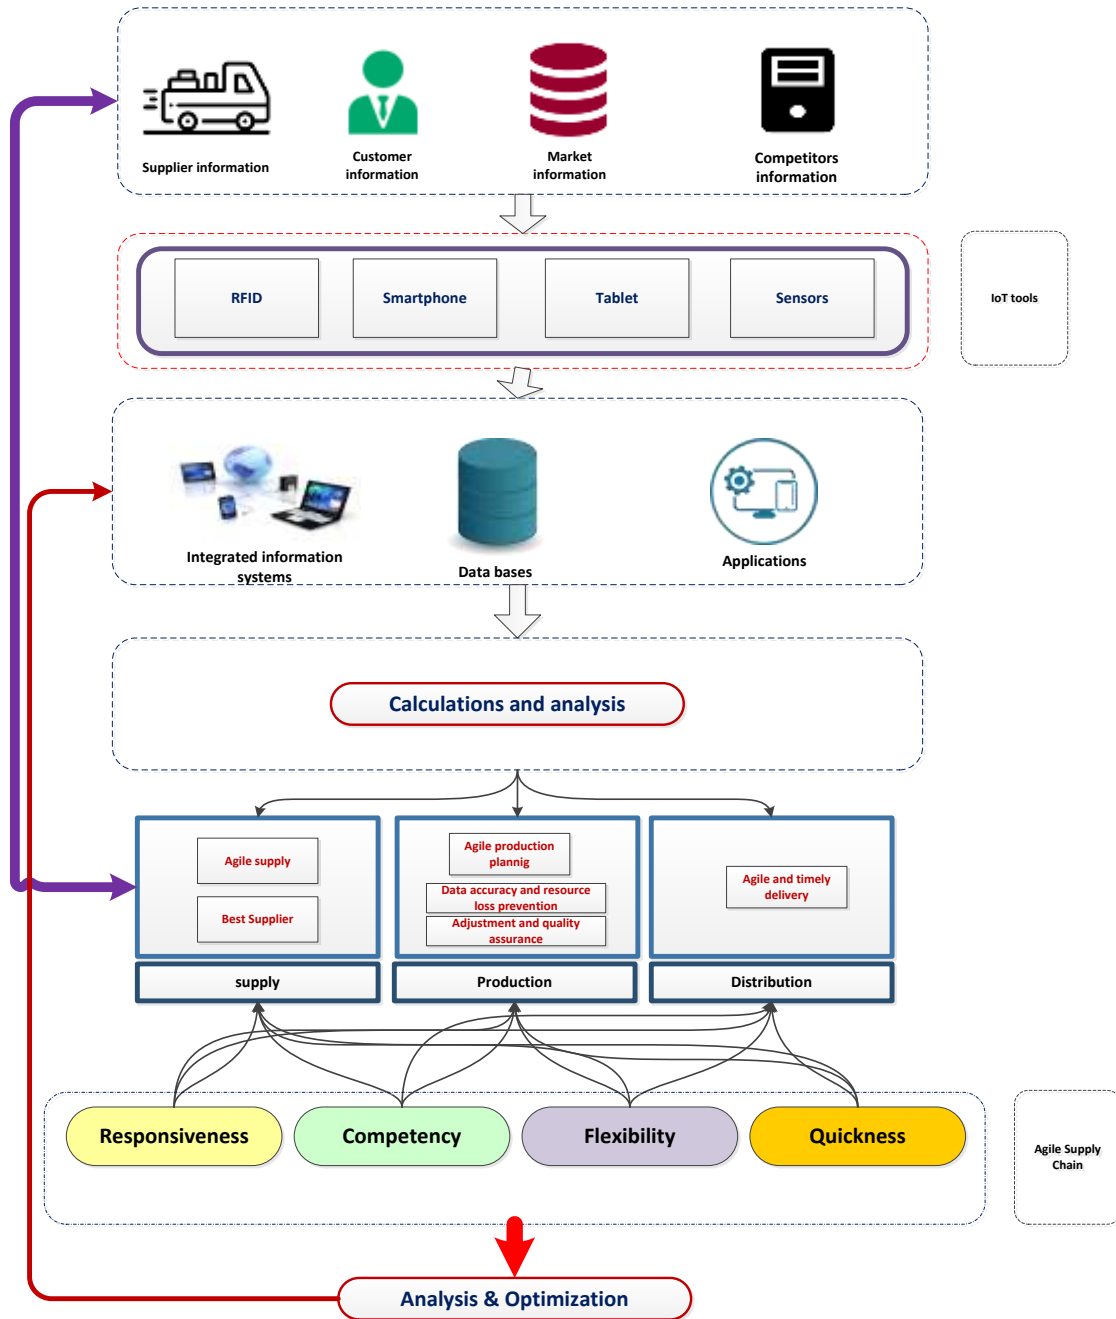 Supplier information
Customer
information
Market
information
Competitors
information
RFID
Smartphone
Tablet
Sensors
IoT tools
Integrated information
systems
Data bases
Applications
Calculations and analysis
Agile supply
Best Supplier
Agile production
plannig
Data accuracy and resource
loss prevention
Adjustment and quality
assurance
Agile and timely
delivery
supply
Production
Distribution
Responsiveness
Competency
Flexibility
Quickness
Agile Supply
Chain
Analysis & Optimization